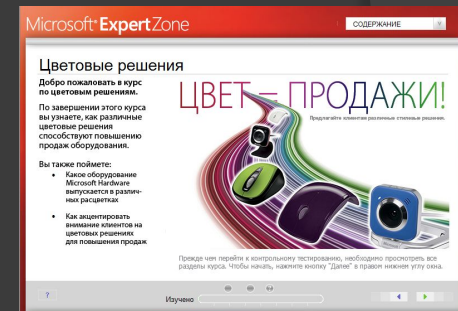 Microsoft® ExpertZone
СОДЕРЖАНИЕ
Цветовые решения
Добро пожаловать в курс
по цветовым решениям.
По завершении этого курса
вы узнаете, как различные
цветовые решения
способствуют повышению
продаж оборудования.
Вы также поймете:
• Какое оборудование
Microsoft Hardware
выпускается в различ-
ных расцветках
• Как акцентировать
внимание клиентов на
цветовых решениях
для повышения продаж
ЦВЕТ — ПРОДАЖИ!
Предлагайте клиентам различные стилевые решения.
Прежде чем перейти к контрольному тестированию, необходимо просмотреть все
разделы курса. Чтобы начать, нажмите кнопку "Далее" в правом нижнем углу окна.
?
Изучено